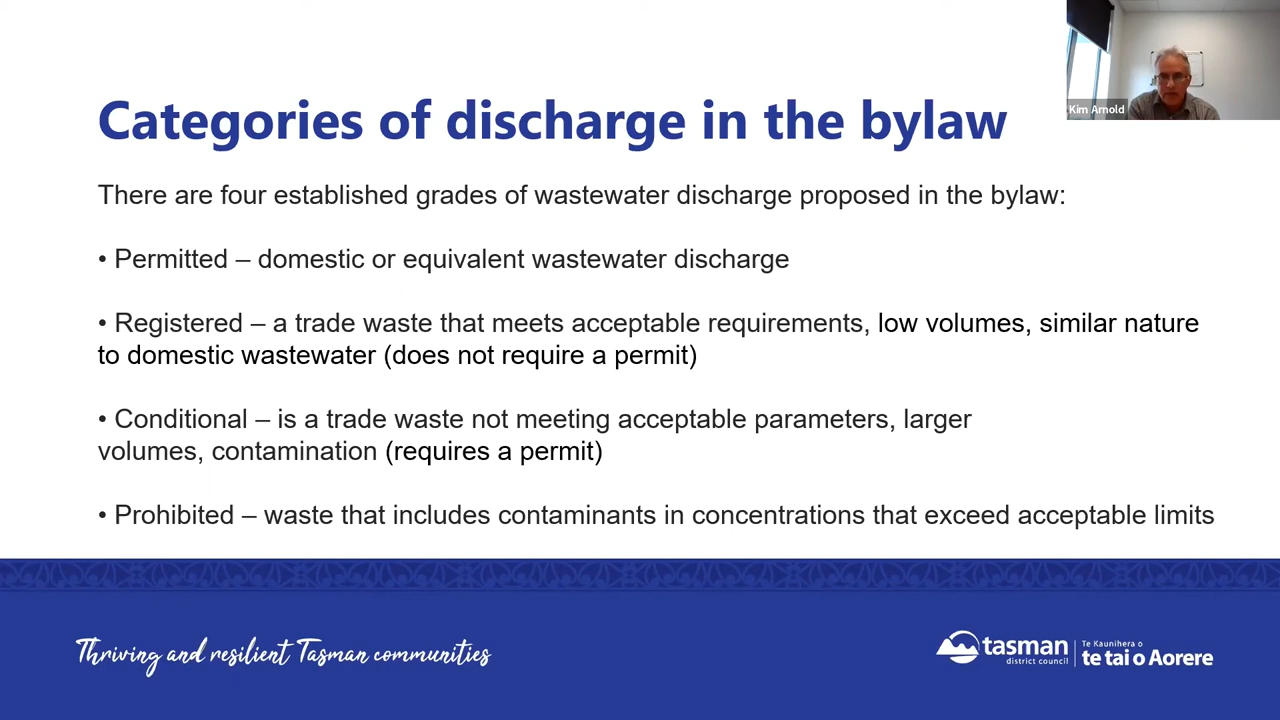 Kim Arnold
Categories of discharge in the bylaw
There are four established grades of wastewater discharge proposed in the bylaw:
• Permitted – domestic or equivalent wastewater discharge
• Registered – a trade waste that meets acceptable requirements, low volumes, similar nature
to domestic wastewater (does not require a permit)
• Conditional – is a trade waste not meeting acceptable parameters, larger
volumes, contamination (requires a permit)
• Prohibited – waste that includes contaminants in concentrations that exceed acceptable limits
Thriving and resilient Tasman communities
tasman
district council
Te Kaunihera o
te tai o Aorere